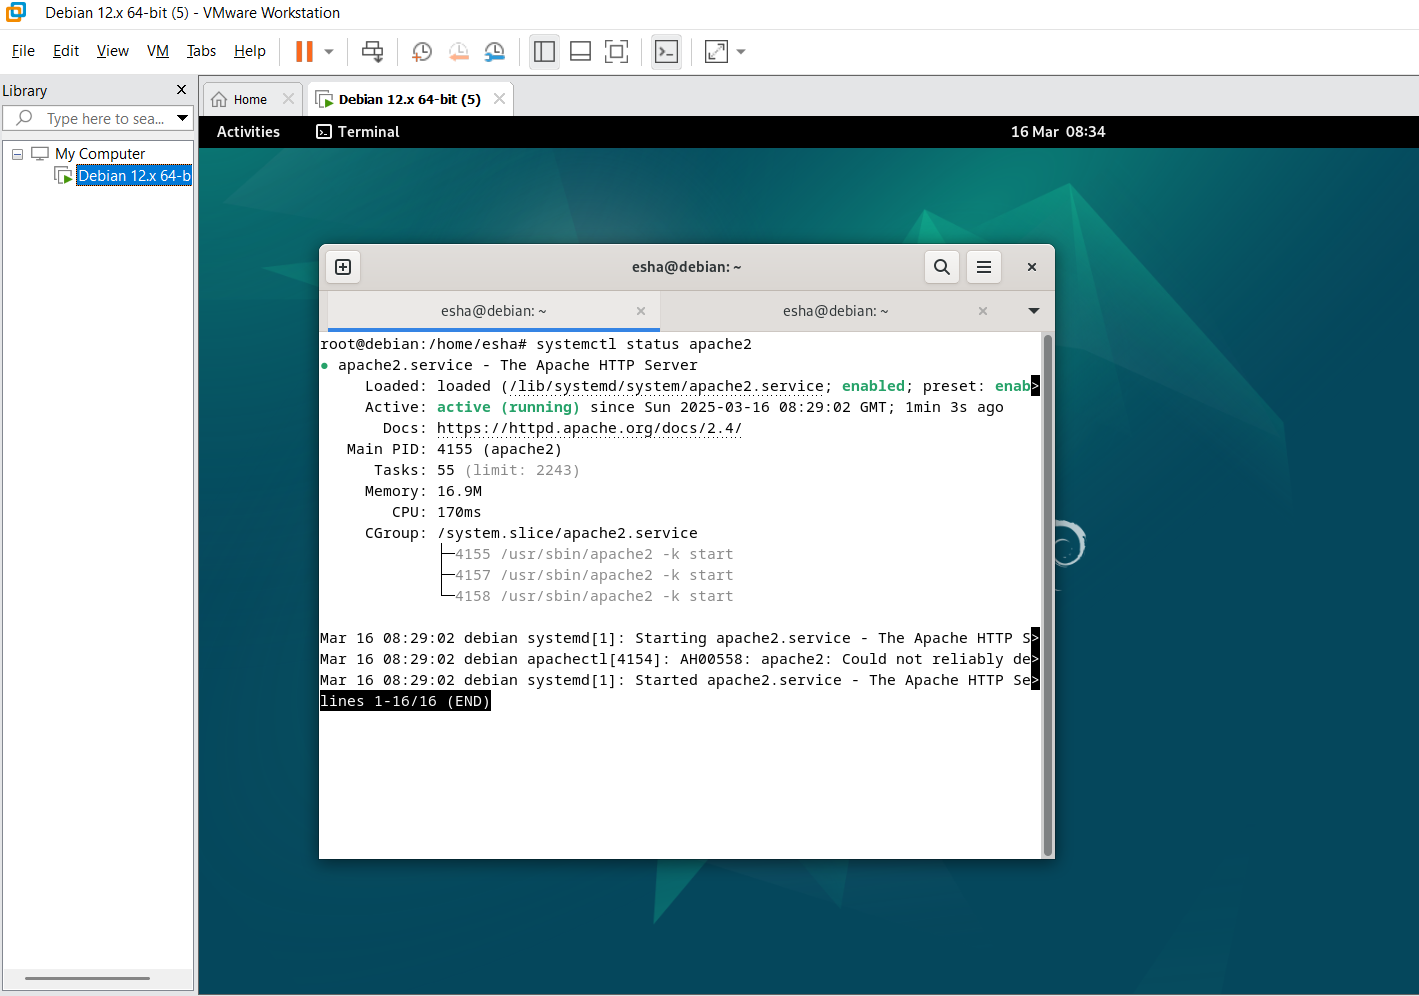 Debian 12.x 64-bit (5) - VMware Workstation
File Edit View VM Tabs Help
Library
Home
Debian 12.x 64-bit (5)
Type here to sea...
Activities Terminal 16 Mar 08:34
My Computer
Debian 12.x 64-b
esha@debian: ~
esha@debian: ~
esha@debian: ~
root@debian:/home/esha# systemctl status apache2
● apache2.service - The Apache HTTP Server
Loaded: loaded (/lib/systemd/system/apache2.service; enabled; preset: enab>
Active: active (running) since Sun 2025-03-16 08:29:02 GMT; 1min 3s ago
Docs: https://httpd.apache.org/docs/2.4/
Main PID: 4155 (apache2)
Tasks: 55 (limit: 2243)
Memory: 16.9M
CPU: 170ms
CGroup: /system.slice/apache2.service
├─4155 /usr/sbin/apache2 -k start
├─4157 /usr/sbin/apache2 -k start
└─4158 /usr/sbin/apache2 -k start
Mar 16 08:29:02 debian systemd[1]: Starting apache2.service - The Apache HTTP S>
Mar 16 08:29:02 debian apachectl[4154]: AH00558: apache2: Could not reliably de>
Mar 16 08:29:02 debian systemd[1]: Started apache2.service - The Apache HTTP Se>
lines 1-16/16 (END)